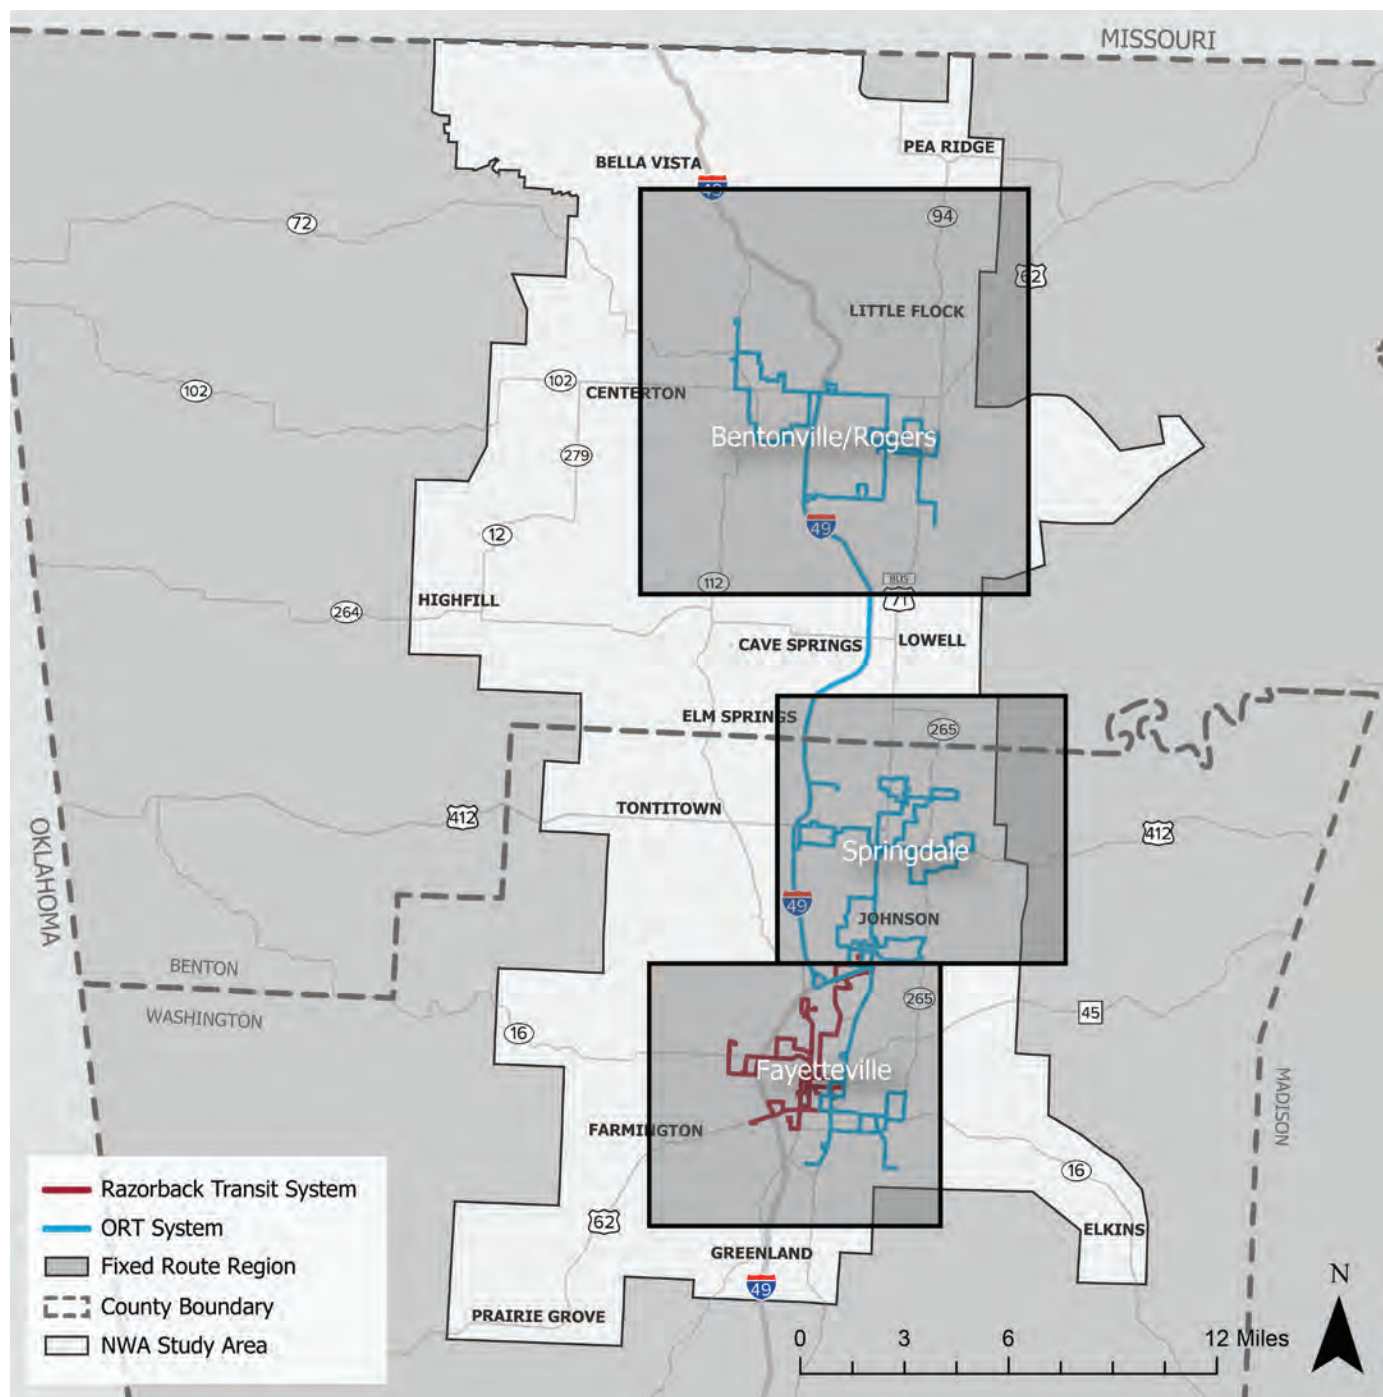 MISSOURI
PEA RIDGE
BELLA VISTA
49
94
72
62
LITTLE FLOCK
102
102
CENTERTON
Bentonville/Rogers
279
49
12
112
BUS
71
HIGHFILL
264
CAVE SPRINGS
LOWELL
ELM SPRINGS
265
TONTITOWN
412
412
OKLAHOMA
Springdale
49
JOHNSON
BENTON
WASHINGTON
265
45
16
Fayetteville
MADISON
FARMINGTON
16
62
ELKINS
GREENLAND
49
PRAIRIE GROVE
Razorback Transit System
ORT System
Fixed Route Region
County Boundary
NWA Study Area
N
0 3 6 12 Miles